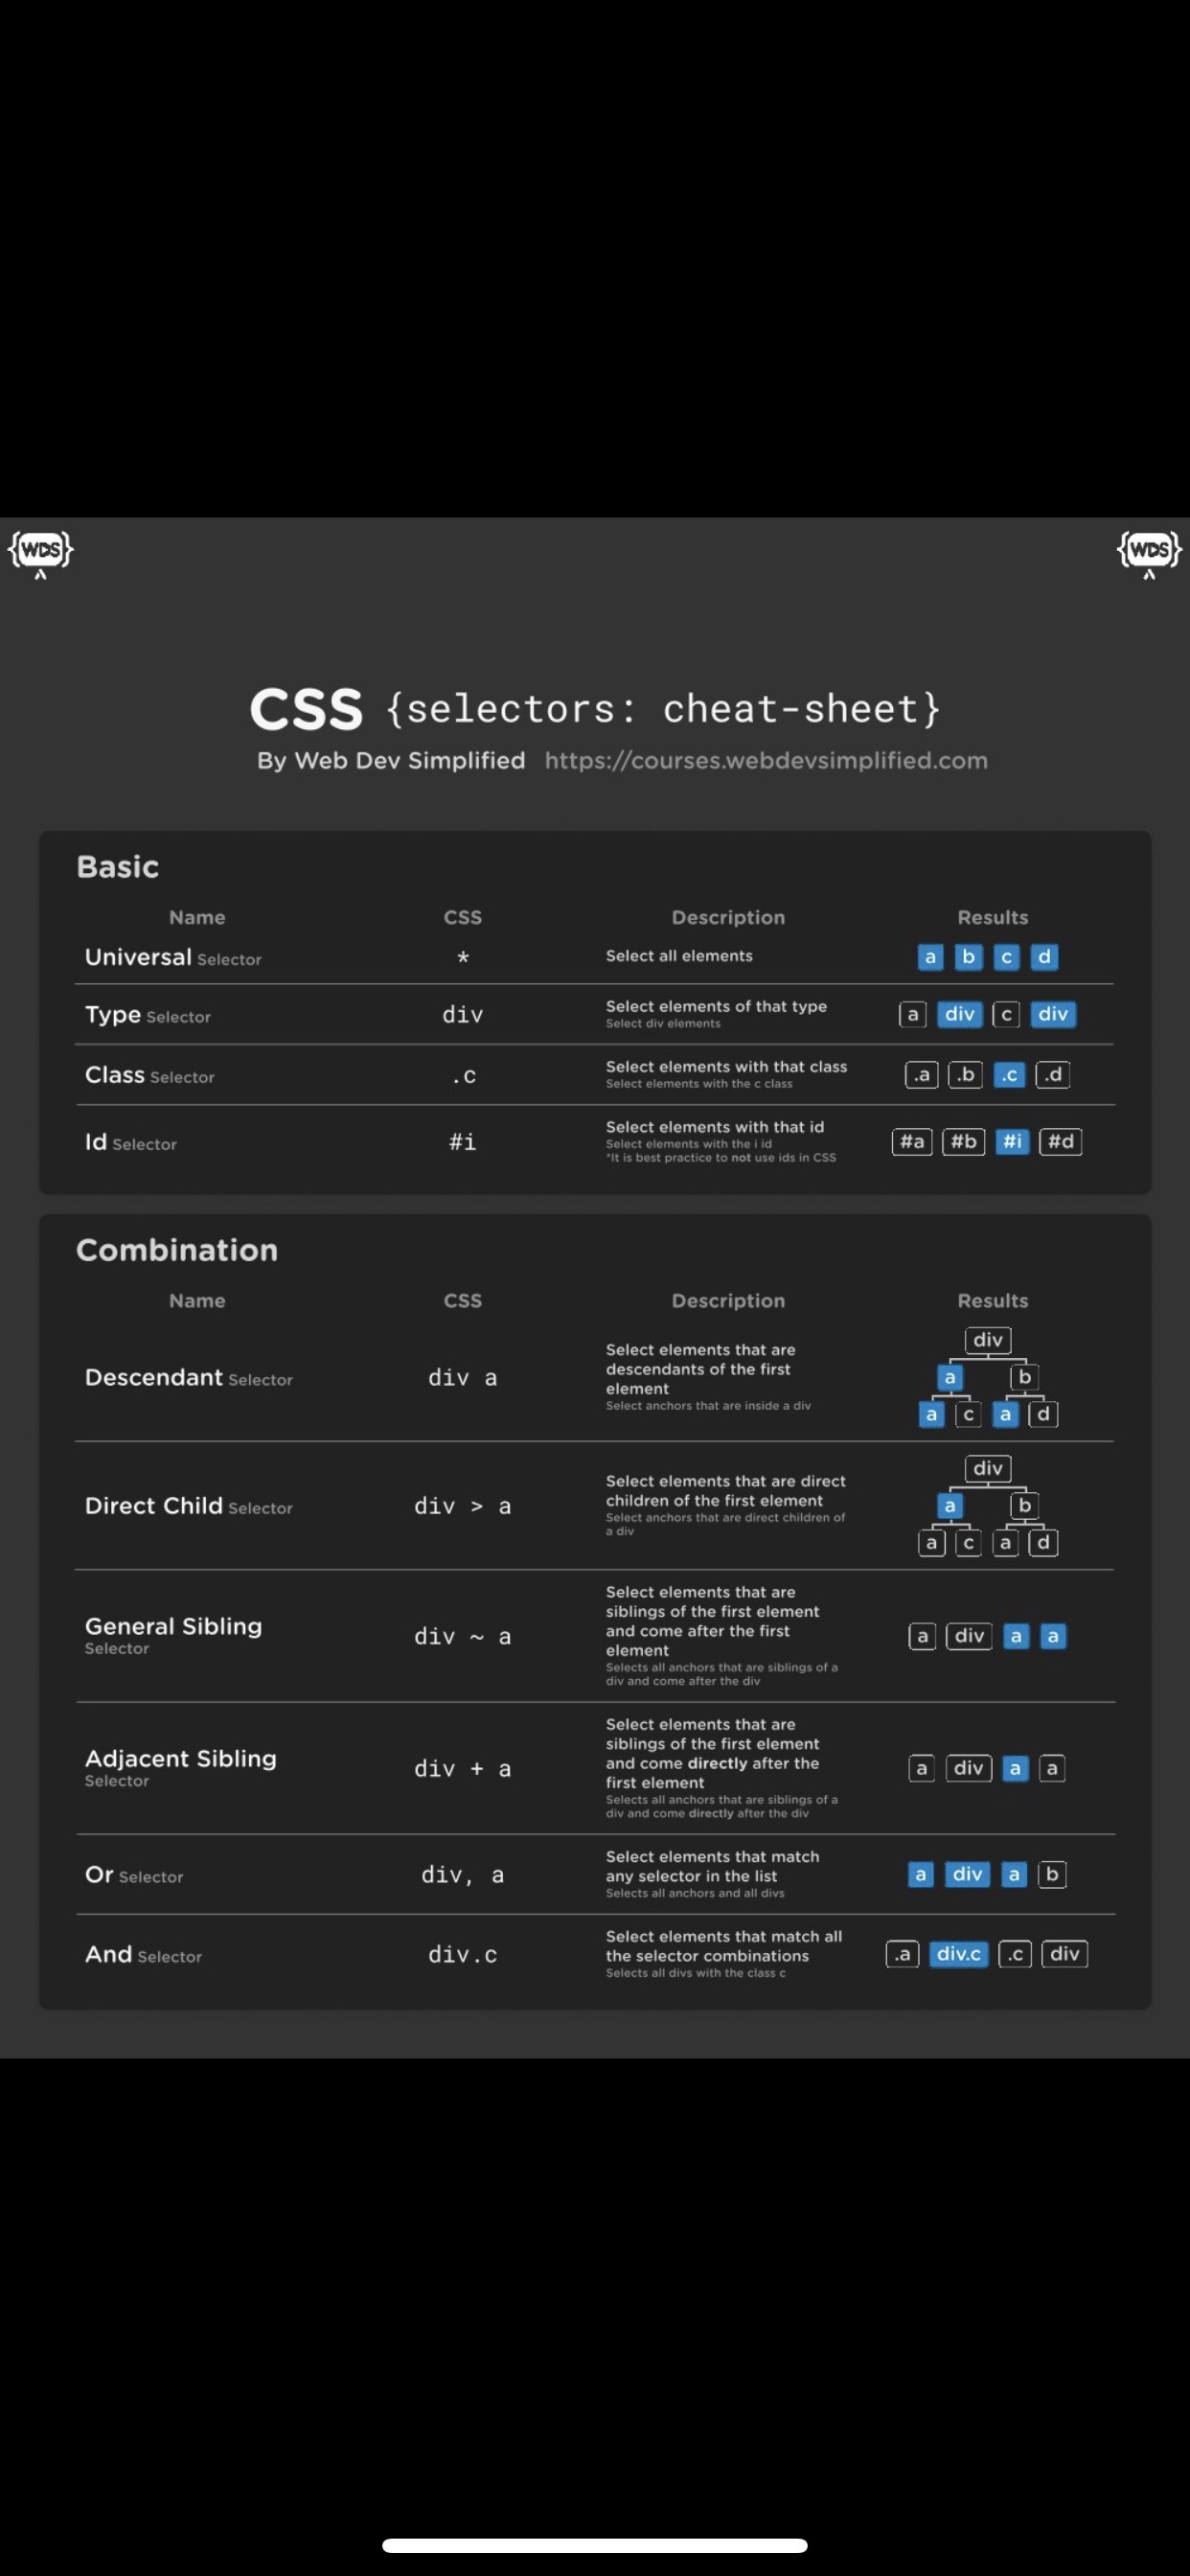 {WDS}
{WDS}
CSS {selectors: cheat-sheet}
By Web Dev Simplified https://courses.webdevsimplified.com
Basic
Name CSS Description Results
Universal Selector * Select all elements a b c d
Type Selector div Select elements of that type a div c div
Select div elements
Class Selector .c Select elements with that class .a .b .c .d
Select elements with the c class
Id Selector #i Select elements with that id #a #b #i #d
Select elements with the i id
*It is best practice to not use ids in CSS
Combination
Name CSS Description Results
Descendant Selector div a
Select elements that are
descendants of the first
element
Select anchors that are inside a div
div
a b
a c a d
Direct Child Selector div > a
Select elements that are direct
children of the first element
Select anchors that are direct children of
a div
div
a b
a c a d
General Sibling
Selector
div ~ a
Select elements that are
siblings of the first element
and come after the first
element
Selects all anchors that are siblings of a
div and come after the div
a div a a
Adjacent Sibling
Selector
div + a
Select elements that are
siblings of the first element
and come directly after the
first element
Selects all anchors that are siblings of a
div and come directly after the div
a div a a
Or Selector div, a
Select elements that match
any selector in the list
Selects all anchors and all divs
a div a b
And Selector div.c
Select elements that match all
the selector combinations
Selects all divs with the class c
.a div.c .c div